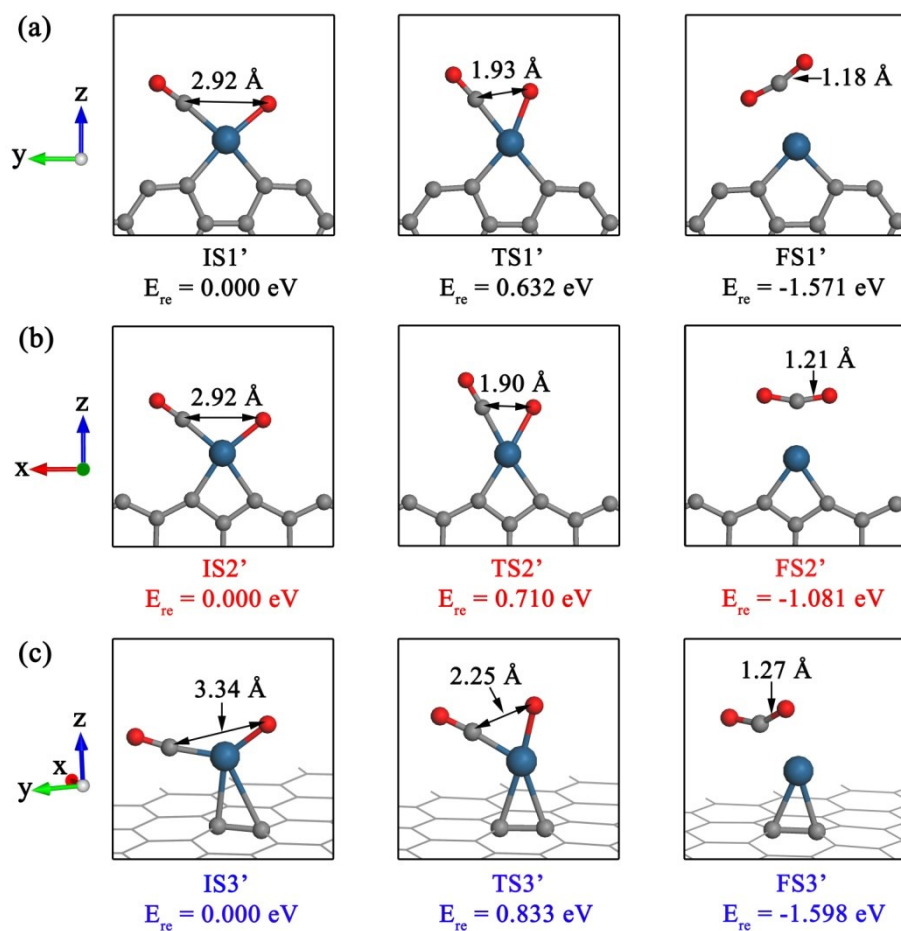 (a)
z
y
2.92 Å
1.93 Å
1.18 Å
IS1’
TS1’
FS1’
E_re = 0.000 eV
E_re = 0.632 eV
E_re = -1.571 eV
(b)
z
x
2.92 Å
1.90 Å
1.21 Å
IS2’
TS2’
FS2’
E_re = 0.000 eV
E_re = 0.710 eV
E_re = -1.081 eV
(c)
z
x
y
3.34 Å
2.25 Å
1.27 Å
IS3’
TS3’
FS3’
E_re = 0.000 eV
E_re = 0.833 eV
E_re = -1.598 eV